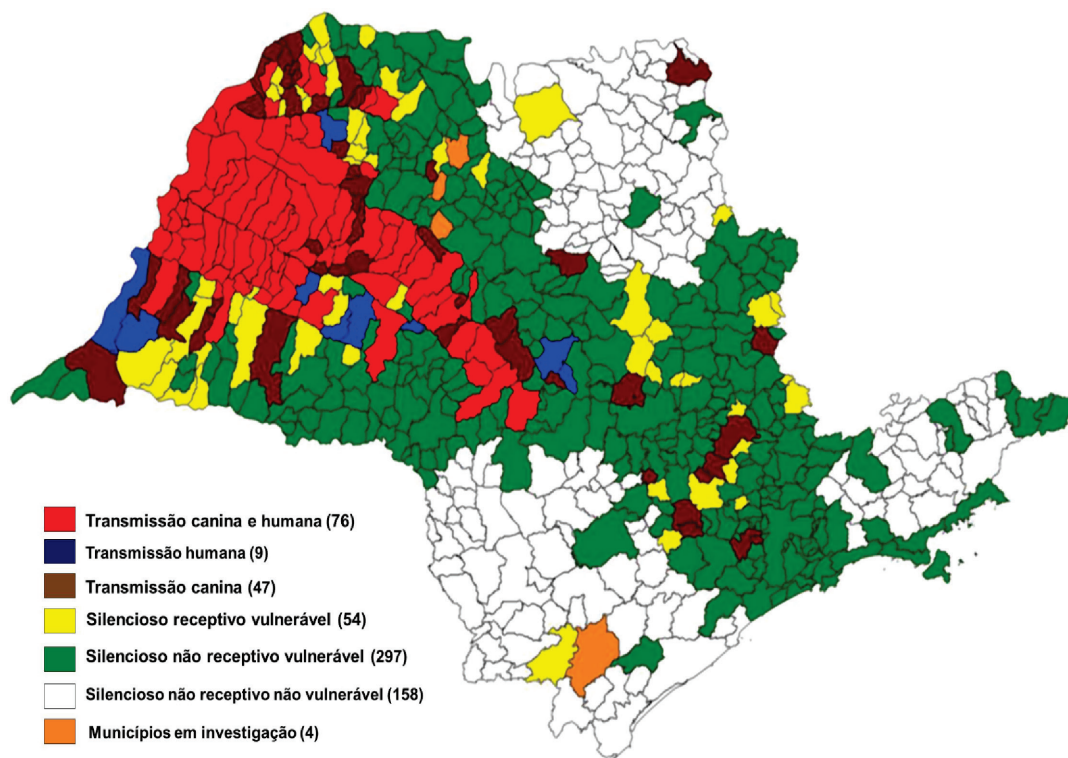 Transmissão canina e humana (76)
Transmissão humana (9)
Transmissão canina (47)
Silencioso receptivo vulnerável (54)
Silencioso não receptivo vulnerável (297)
Silencioso não receptivo não vulnerável (158)
Municípios em investigação (4)